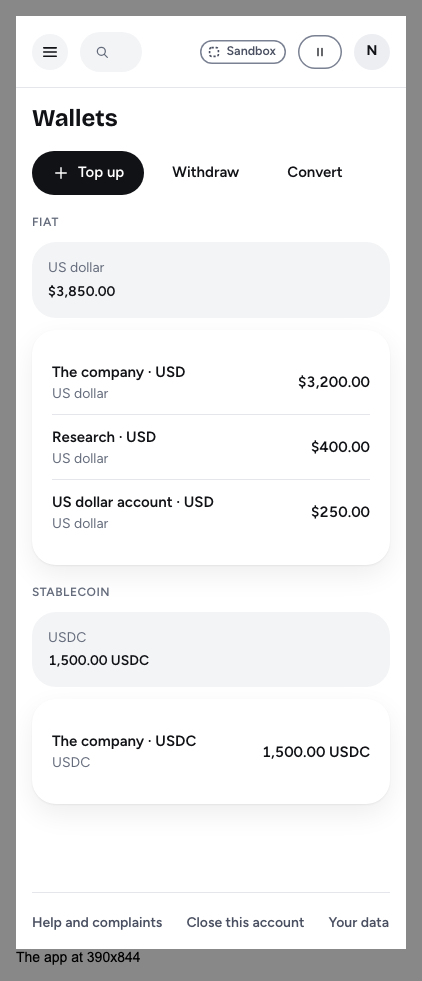 Sandbox
N
Wallets
Top up
Withdraw
Convert
FIAT
US dollar
$3,850.00
The company · USD
US dollar
$3,200.00
Research · USD
US dollar
$400.00
US dollar account · USD
US dollar
$250.00
STABLECOIN
USDC
1,500.00 USDC
The company · USDC
USDC
1,500.00 USDC
Help and complaints
Close this account
Your data
The app at 390x844